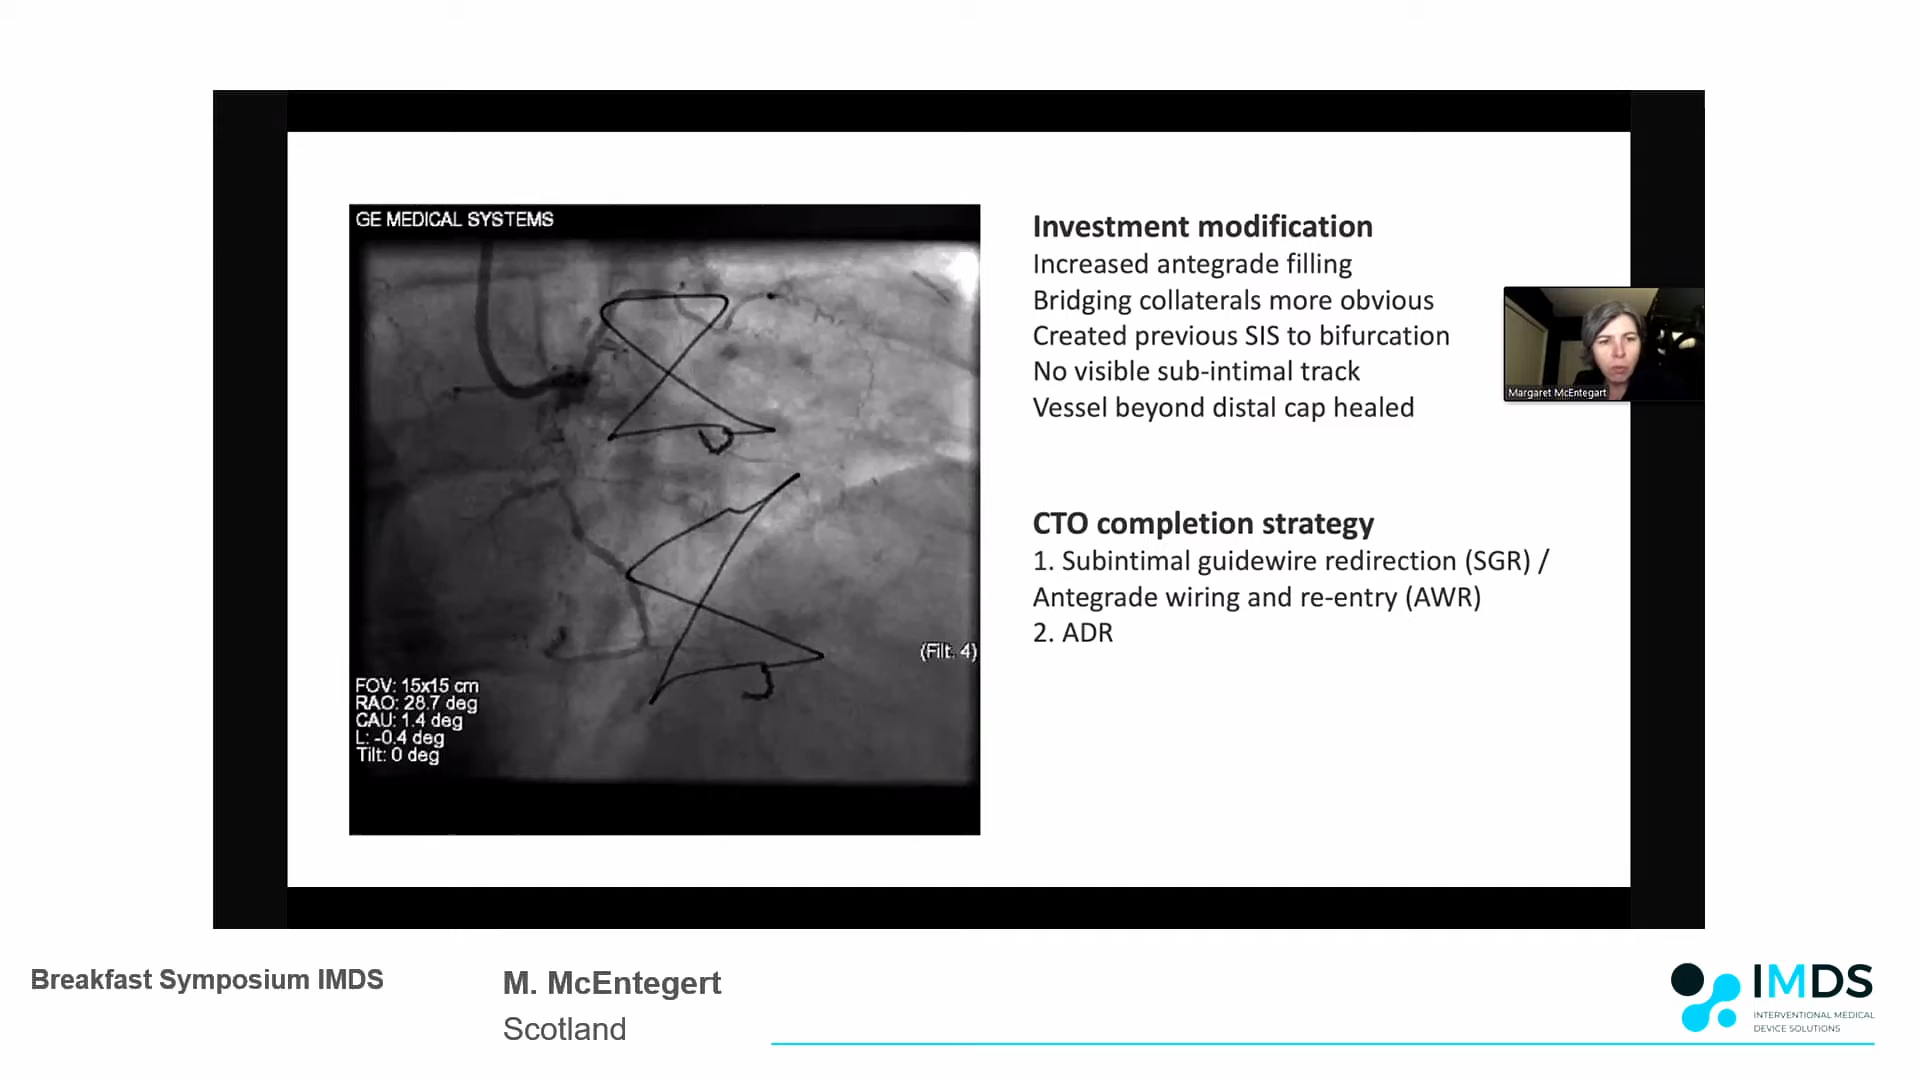 GE MEDICAL SYSTEMS
(Filt. 4)
FOV: 15x15 cm
RAO: 28.7 deg
CAU: 1.4 deg
L: -0.4 deg
Tilt: 0 deg
Investment modification
Increased antegrade filling
Bridging collaterals more obvious
Created previous SIS to bifurcation
No visible sub-intimal track
Vessel beyond distal cap healed
CTO completion strategy
1. Subintimal guidewire redirection (SGR) /
Antegrade wiring and re-entry (AWR)
2. ADR
Margaret McEntegart
Breakfast Symposium IMDS
M. McEntegert
Scotland
IMDS
INTERVENTIONAL MEDICAL
DEVICE SOLUTIONS